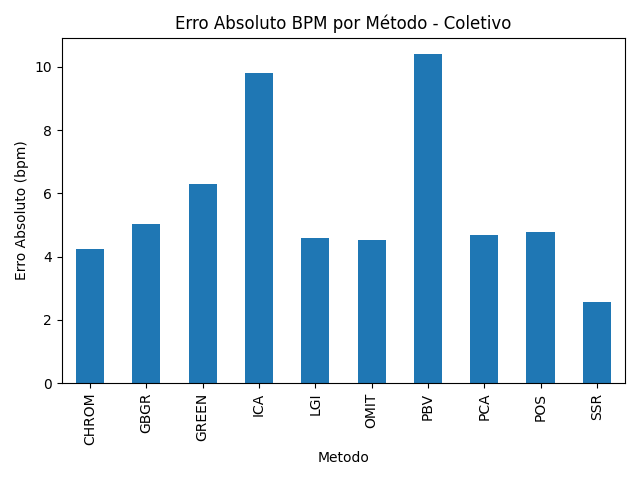 Erro Absoluto BPM por Método - Coletivo
Erro Absoluto (bpm)
10
8
6
4
2
0
CHROM
GBGR
GREEN
ICA
LGI
OMIT
PBV
PCA
POS
SSR
Metodo